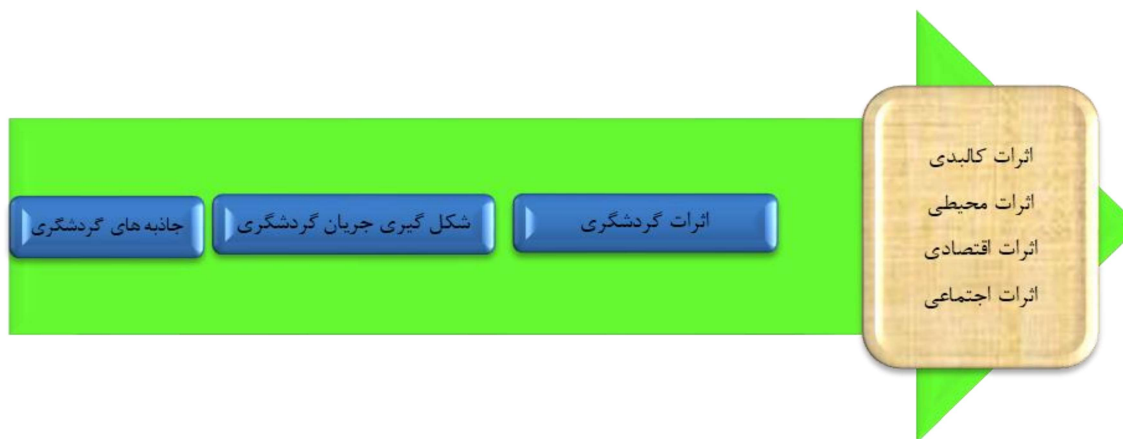 جاذبه های گردشگری
شکل گیری جریان گردشگری
اثرات گردشگری
اثرات کالبدی
اثرات محیطی
اثرات اقتصادی
اثرات اجتماعی